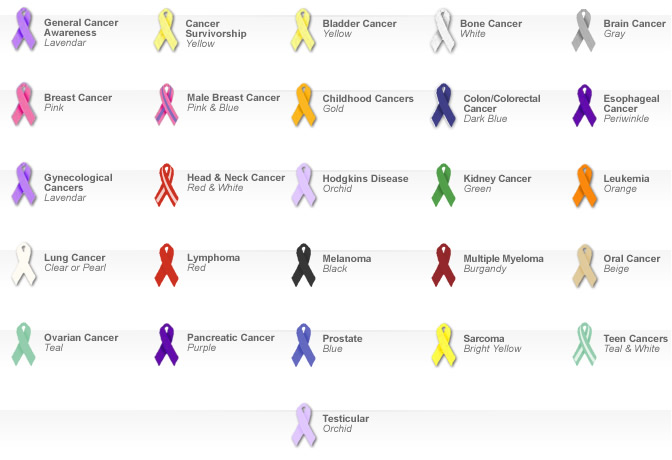 General Cancer
Awareness
Lavendar
Cancer
Survivorship
Yellow
Bladder Cancer
Yellow
Bone Cancer
White
Brain Cancer
Gray
Breast Cancer
Pink
Male Breast Cancer
Pink & Blue
Childhood Cancers
Gold
Colon/Colorectal
Cancer
Dark Blue
Esophageal
Cancer
Periwinkle
Gynecological
Cancers
Lavendar
Head & Neck Cancer
Red & White
Hodgkins Disease
Orchid
Kidney Cancer
Green
Leukemia
Orange
Lung Cancer
Clear or Pearl
Lymphoma
Red
Melanoma
Black
Multiple Myeloma
Burgandy
Oral Cancer
Beige
Ovarian Cancer
Teal
Pancreatic Cancer
Purple
Prostate
Blue
Sarcoma
Bright Yellow
Teen Cancers
Teal & White
Testicular
Orchid